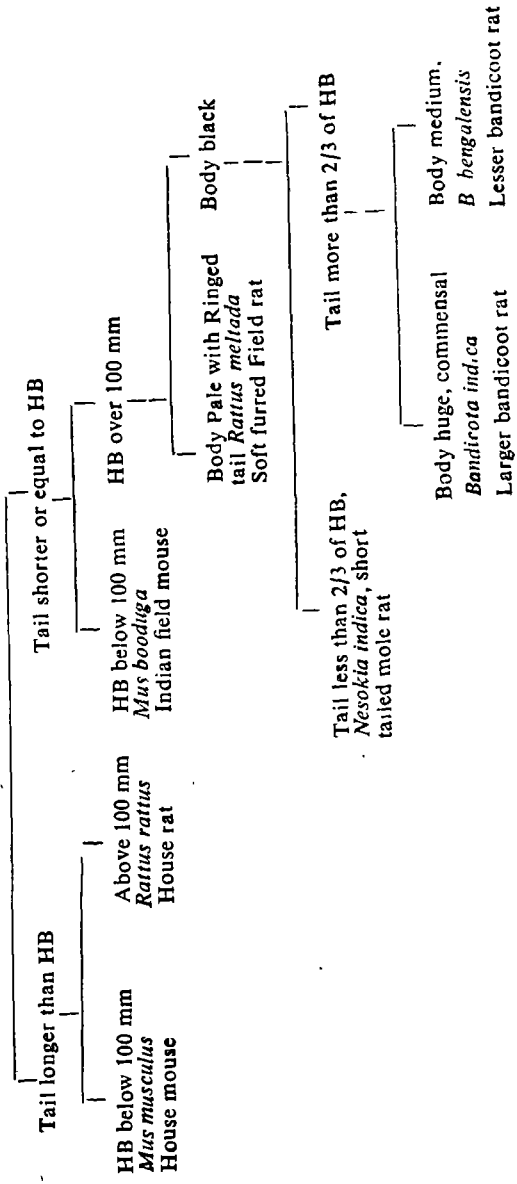 Tail longer than HB
Tail shorter or equal to HB
HB below 100 mm
Mus musculus
House mouse
Above 100 mm
Rattus rattus
House rat
HB below 100 mm
Mus booduga
Indian field mouse
HB over 100 mm
Body Pale with Ringed
tail Rattus meltada
Soft furred Field rat
Body black
Tail less than 2/3 of HB,
Nesokia indica, short
tailed mole rat
Tail more than 2/3 of HB
Body huge, commensal
Bandirota ind.ca
Larger bandicoot rat
Body medium.
B hengalensis
Lesser bandicoot rat